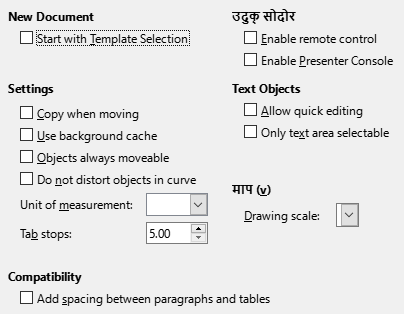 New Document
Start with Template Selection
Settings
Copy when moving
Use background cache
Objects always moveable
Do not distort objects in curve
Unit of measurement:
Tab stops: 5.00
Compatibility
Add spacing between paragraphs and tables
उदुक् सोदोर
Enable remote control
Enable Presenter Console
Text Objects
Allow quick editing
Only text area selectable
माप (v)
Drawing scale: